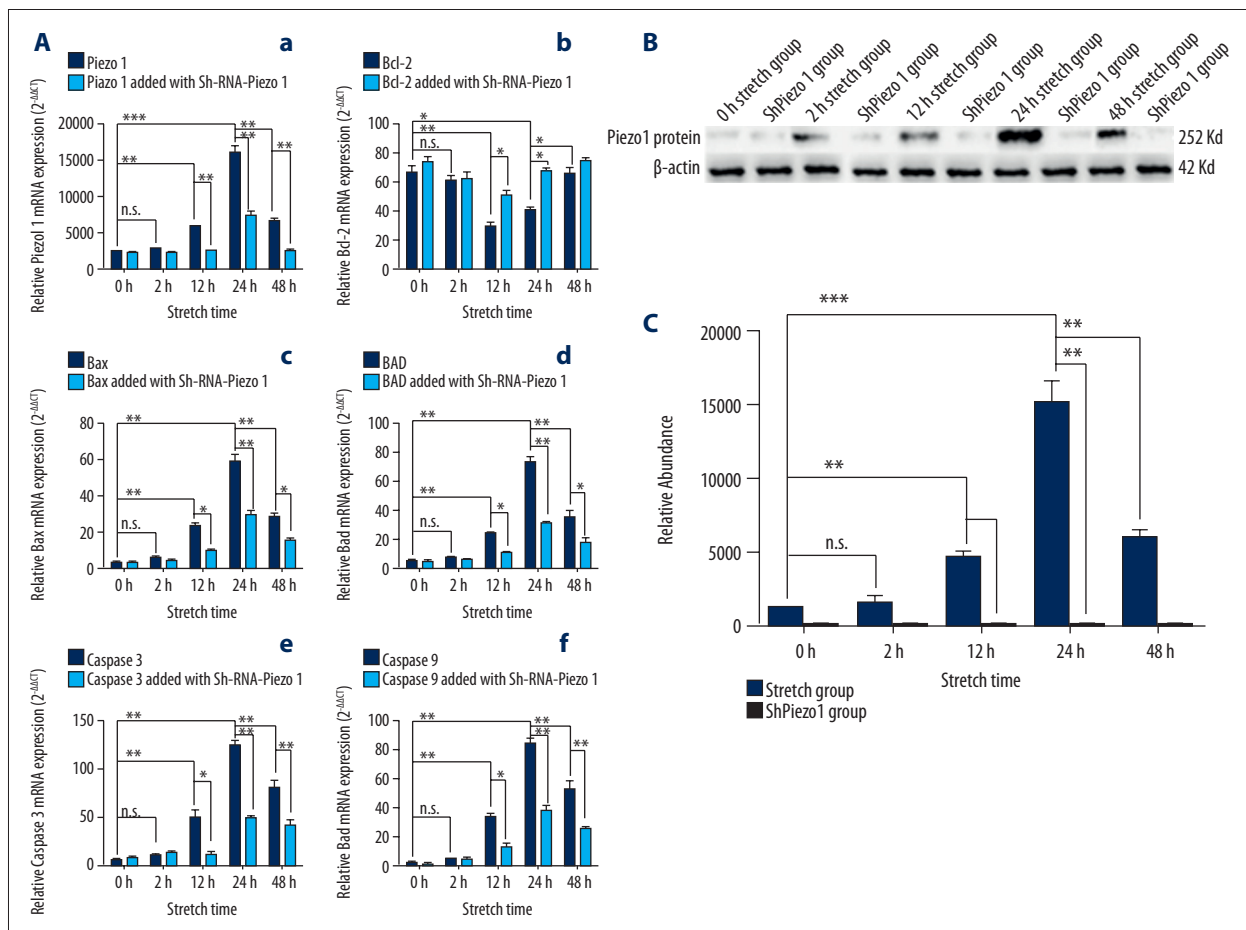 A
a
Piezo 1
Piazo 1 added with Sh-RNA-Piezo 1
Relative Piezol 1 mRNA expression (2-ΔΔCT)
20000
15000
10000
5000
0
***
**
**
**
**
**
n.s.
0 h 2 h 12 h 24 h 48 h
Stretch time
b
Bcl-2
Bcl-2 added with Sh-RNA-Piezo 1
Relative Bcl-2 mRNA expression (2-ΔΔCT)
100
80
60
40
20
0
*
**
n.s.
*
*
*
0 h 2 h 12 h 24 h 48 h
Stretch time
c
Bax
Bax added with Sh-RNA-Piezo 1
Relative Bax mRNA expression (2-ΔΔCT)
80
60
40
20
0
**
**
**
**
*
*
n.s.
0 h 2 h 12 h 24 h 48 h
Stretch time
d
BAD
BAD added with Sh-RNA-Piezo 1
Relative Bad mRNA expression (2-ΔΔCT)
100
80
60
40
20
0
**
**
**
**
*
*
n.s.
0 h 2 h 12 h 24 h 48 h
Stretch time
e
Caspase 3
Caspase 3 added with Sh-RNA-Piezo 1
Relative Caspase 3 mRNA expression (2-ΔΔCT)
150
100
50
0
**
**
**
**
**
*
n.s.
0 h 2 h 12 h 24 h 48 h
Stretch time
f
Caspase 9
Caspase 9 added with Sh-RNA-Piezo 1
Relative Bad mRNA expression (2-ΔΔCT)
100
80
60
40
20
0
**
**
**
**
**
*
n.s.
0 h 2 h 12 h 24 h 48 h
Stretch time
B
0 h stretch group
ShPiezo 1 group
2 h stretch group
ShPiezo 1 group
12 h stretch group
ShPiezo 1 group
24 h stretch group
ShPiezo 1 group
48 h stretch group
ShPiezo 1 group
Piezo1 protein 252 Kd
β-actin 42 Kd
C
Relative Abundance
20000
15000
10000
5000
0
***
**
**
**
n.s.
0 h 2 h 12 h 24 h 48 h
Stretch time
Stretch group
ShPiezo1 group